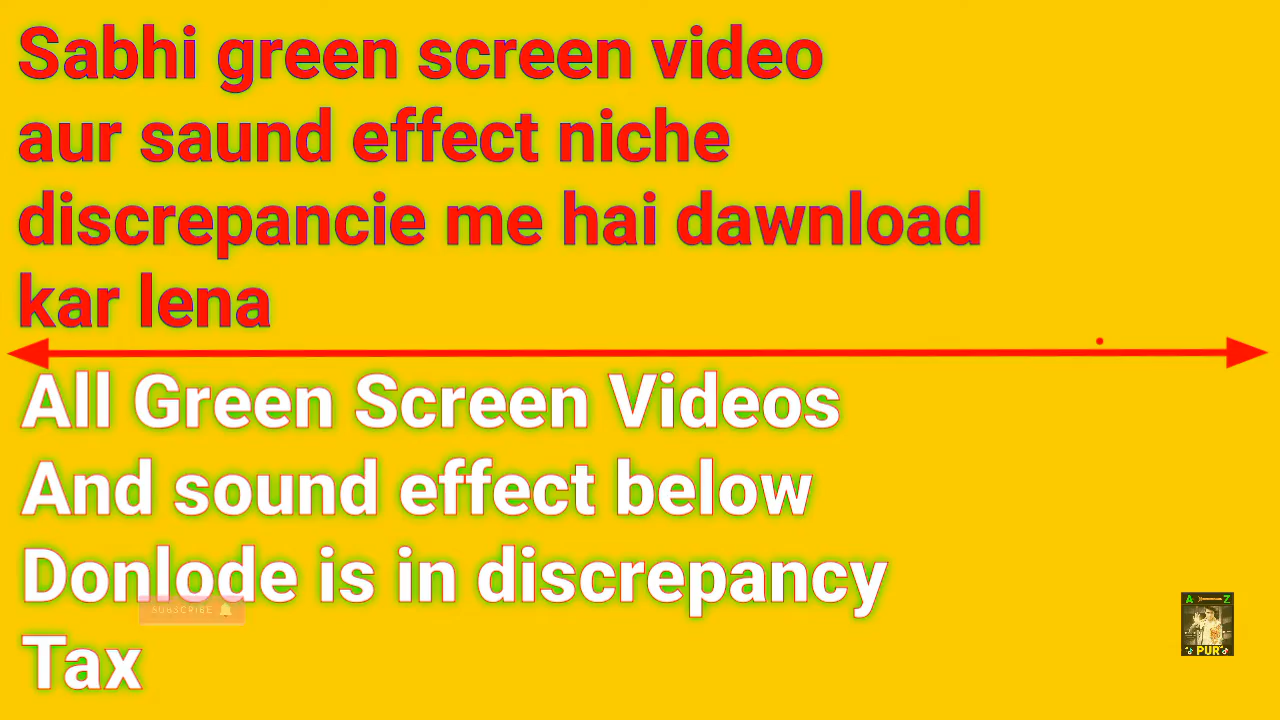 Sabhi green screen video
aur saund effect niche
discrepancie me hai dawnload
kar lena
All Green Screen Videos
And sound effect below
Donlode is in discrepancy
SUBSCRIBE
Tax
A Z
PUR